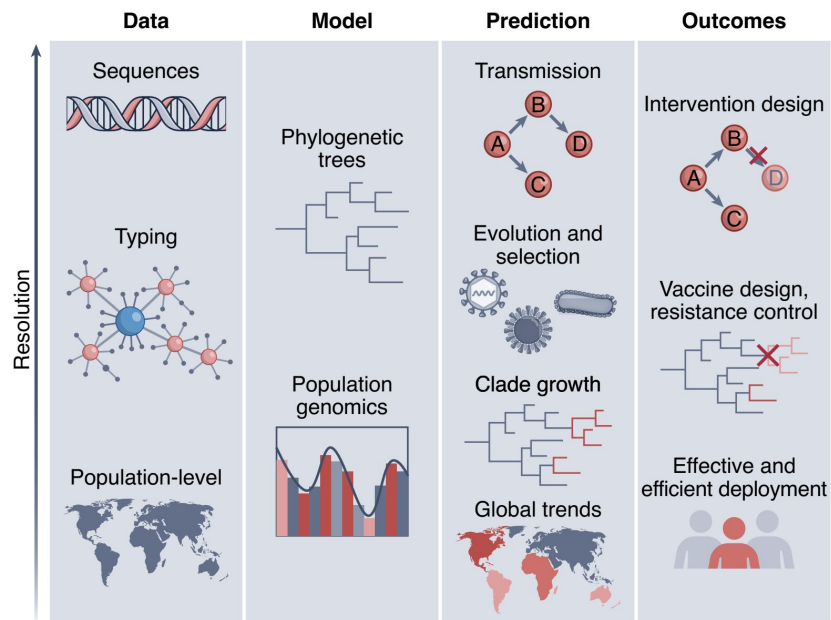 Data
Model
Prediction
Outcomes
Resolution
Sequences
Typing
Population-level
Phylogenetic
trees
Population
genomics
Transmission
A
B
C
D
Evolution and
selection
Clade growth
Global trends
Intervention design
A
B
C
D
Vaccine design,
resistance control
Effective and
efficient deployment